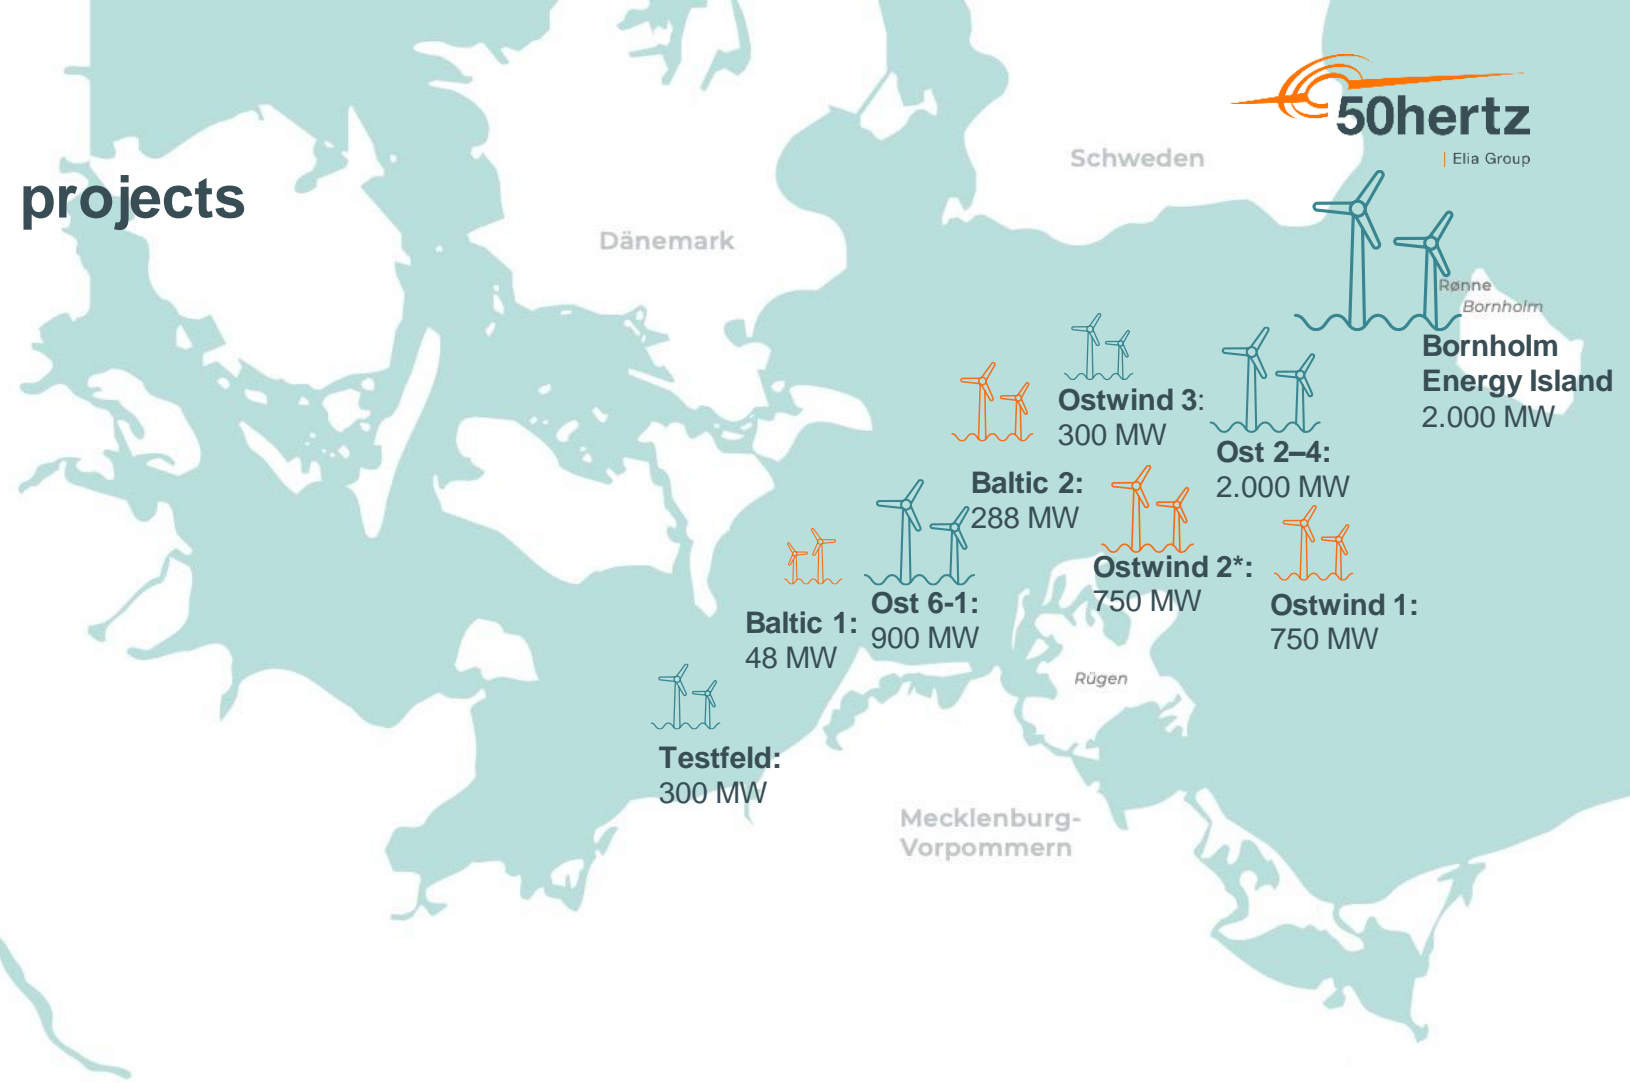 50hertz
Elia Group
projects
Schweden
Dänemark
Rønne
Bornholm
Bornholm
Energy Island
2.000 MW
Ostwind 3:
300 MW
Ost 2–4:
2.000 MW
Baltic 2:
288 MW
Ostwind 2*:
750 MW
Ostwind 1:
750 MW
Ost 6-1:
900 MW
Baltic 1:
48 MW
Rügen
Testfeld:
300 MW
Mecklenburg-
Vorpommern